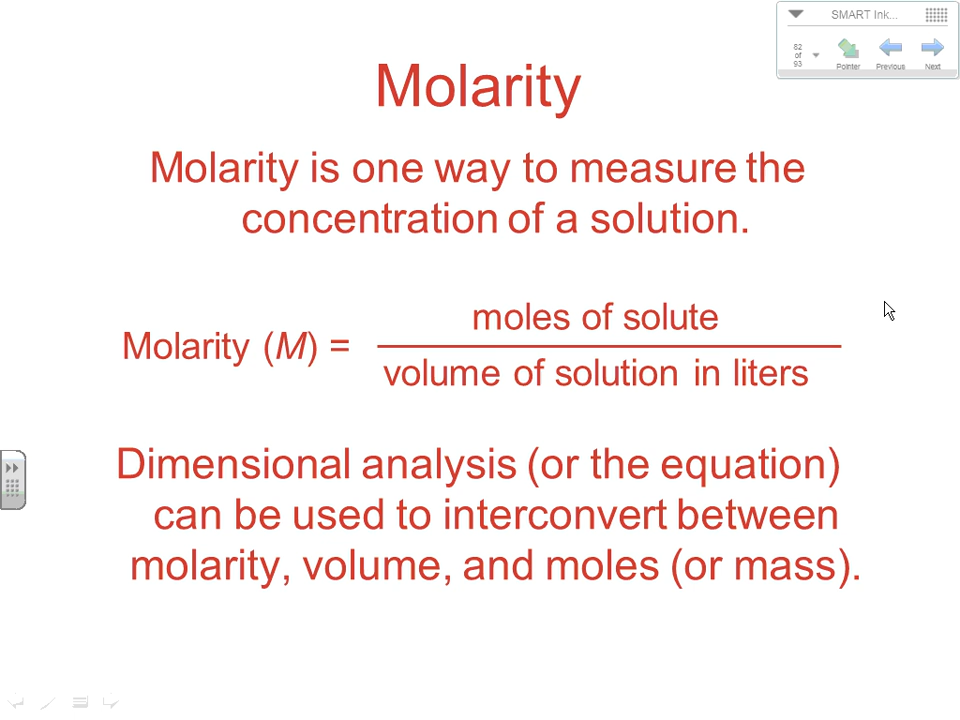 SMART Ink...
82
of
93
Pointer Previous Next
Molarity
Molarity is one way to measure the
concentration of a solution.
moles of solute
Molarity (M) =
volume of solution in liters
Dimensional analysis (or the equation)
can be used to interconvert between
molarity, volume, and moles (or mass).